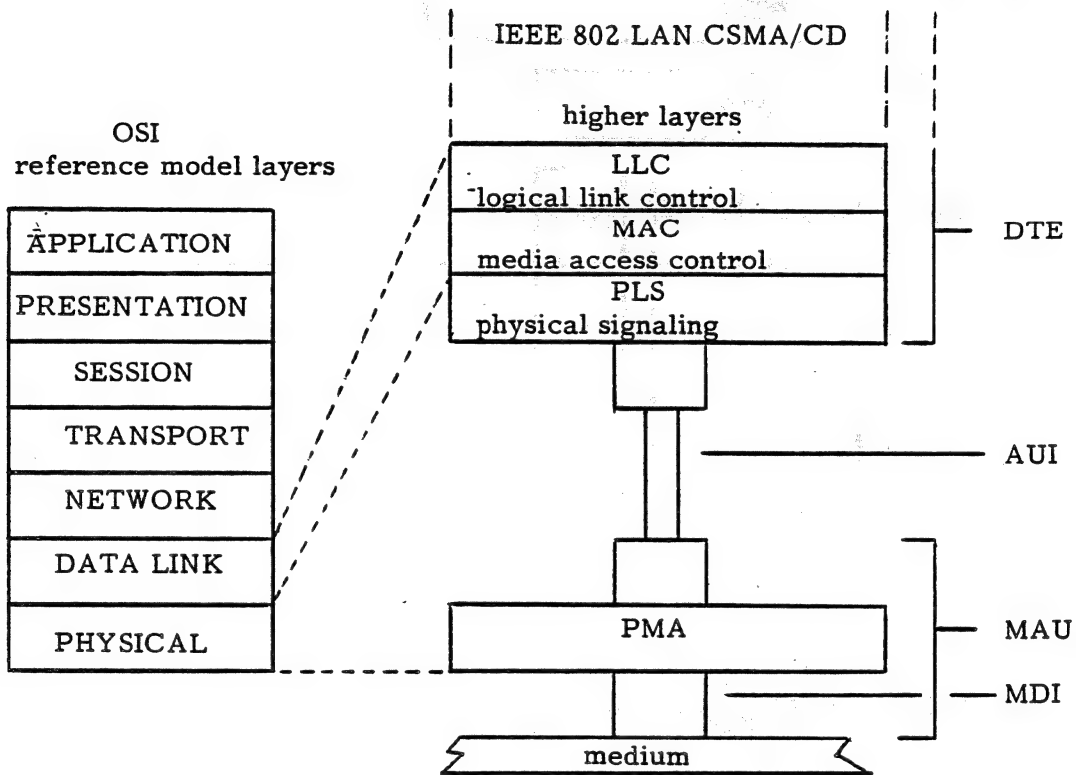 IEEE 802 LAN CSMA/CD
higher layers
OSI
reference model layers
APPLICATION
PRESENTATION
SESSION
TRANSPORT
NETWORK
DATA LINK
PHYSICAL
LLC
logical link control
MAC
media access control
PLS
physical signaling
PMA
medium
DTE
AUI
MAU
MDI